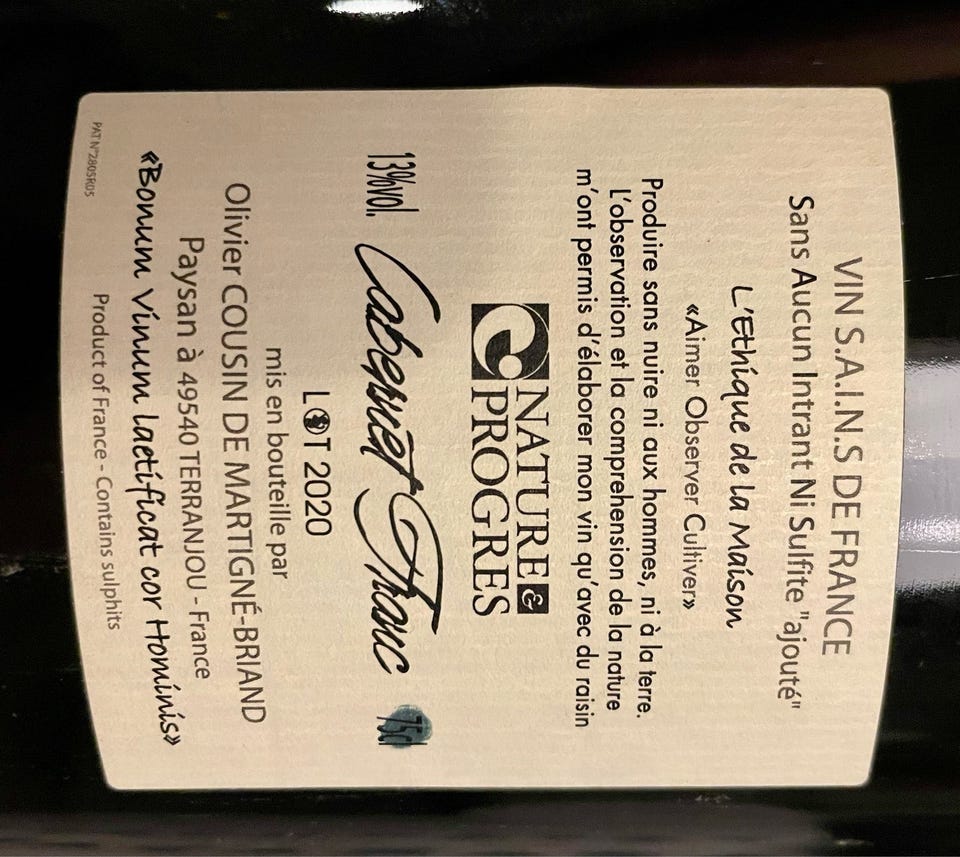 VIN S.A.I.N.S DE FRANCE
Sans Aucun Intrant Ni Sulfite "ajouté"
L'Ethique de la Maison
«Aimer Observer Cultiver»
Produire sans nuire ni aux hommes, ni à la terre.
L'observation et la comprehension de la nature
m'ont permis d'élaborer mon vin qu'avec du raisin
NATURE &
PROGRES
13%vol. Cabernet Franc 75cl
LOT 2020
mis en bouteille par
Olivier COUSIN DE MARTIGNÉ-BRIAND
Paysan à 49540 TERRANJOU - France
«Bonum Vinum laetificat cor Hominis»
Product of France - Contains sulphits
PAT N°2805R05